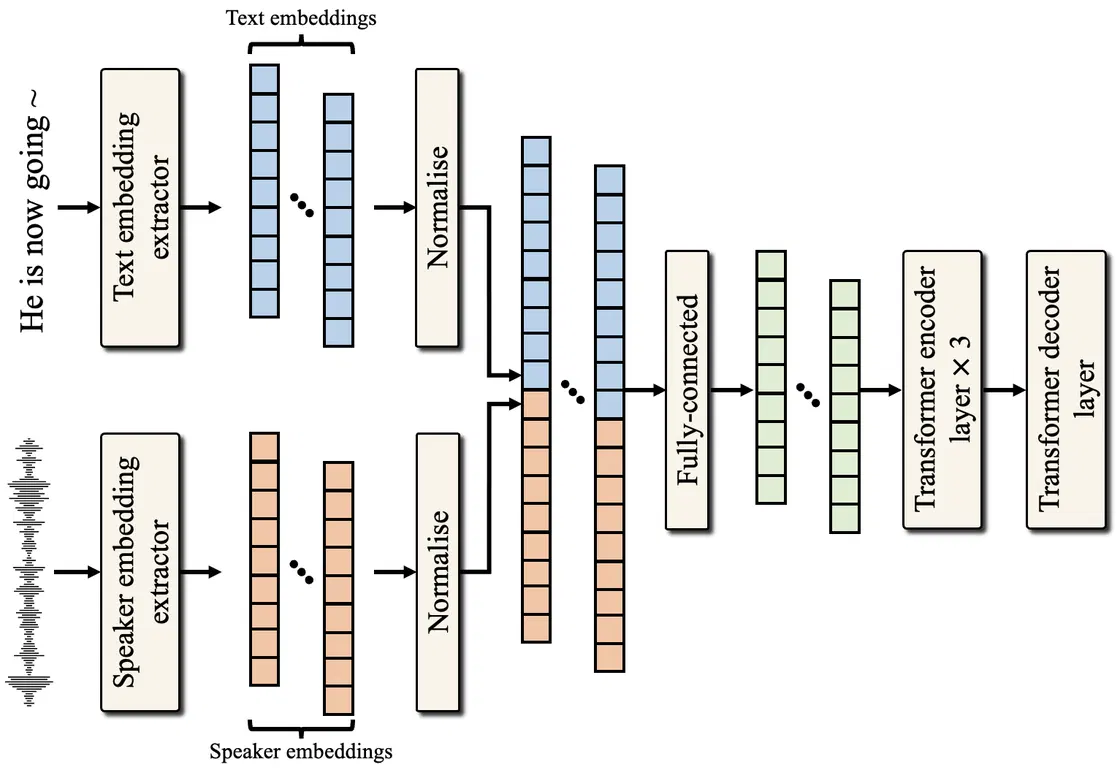 Text embeddings
He is now going ~
Text embedding
extractor
Normalise
Speaker embedding
extractor
Normalise
Speaker embeddings
Fully-connected
Transformer encoder
layer × 3
Transformer decoder
layer